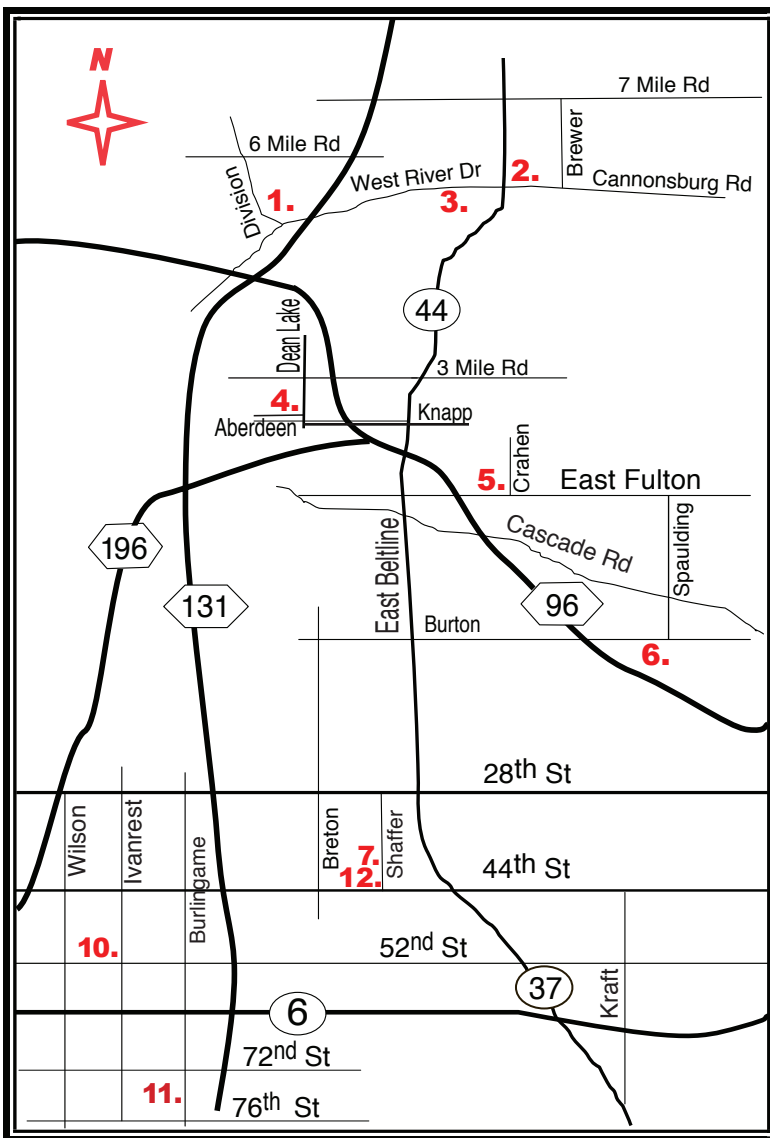 N
7 Mile Rd
6 Mile Rd
Brewer
West River Dr
2.
Cannonsburg Rd
Division
1.
3.
44
Dean Lake
3 Mile Rd
4.
Aberdeen
Knapp
Crahen
5.
East Fulton
196
131
East Beltline
Cascade Rd
Spaulding
96
Burton
6.
28th St
Wilson
Ivanrest
Burlingame
Breton
7.
Shaffer
12.
44th St
10.
52nd St
37
Kraft
6
72nd St
11.
76th St